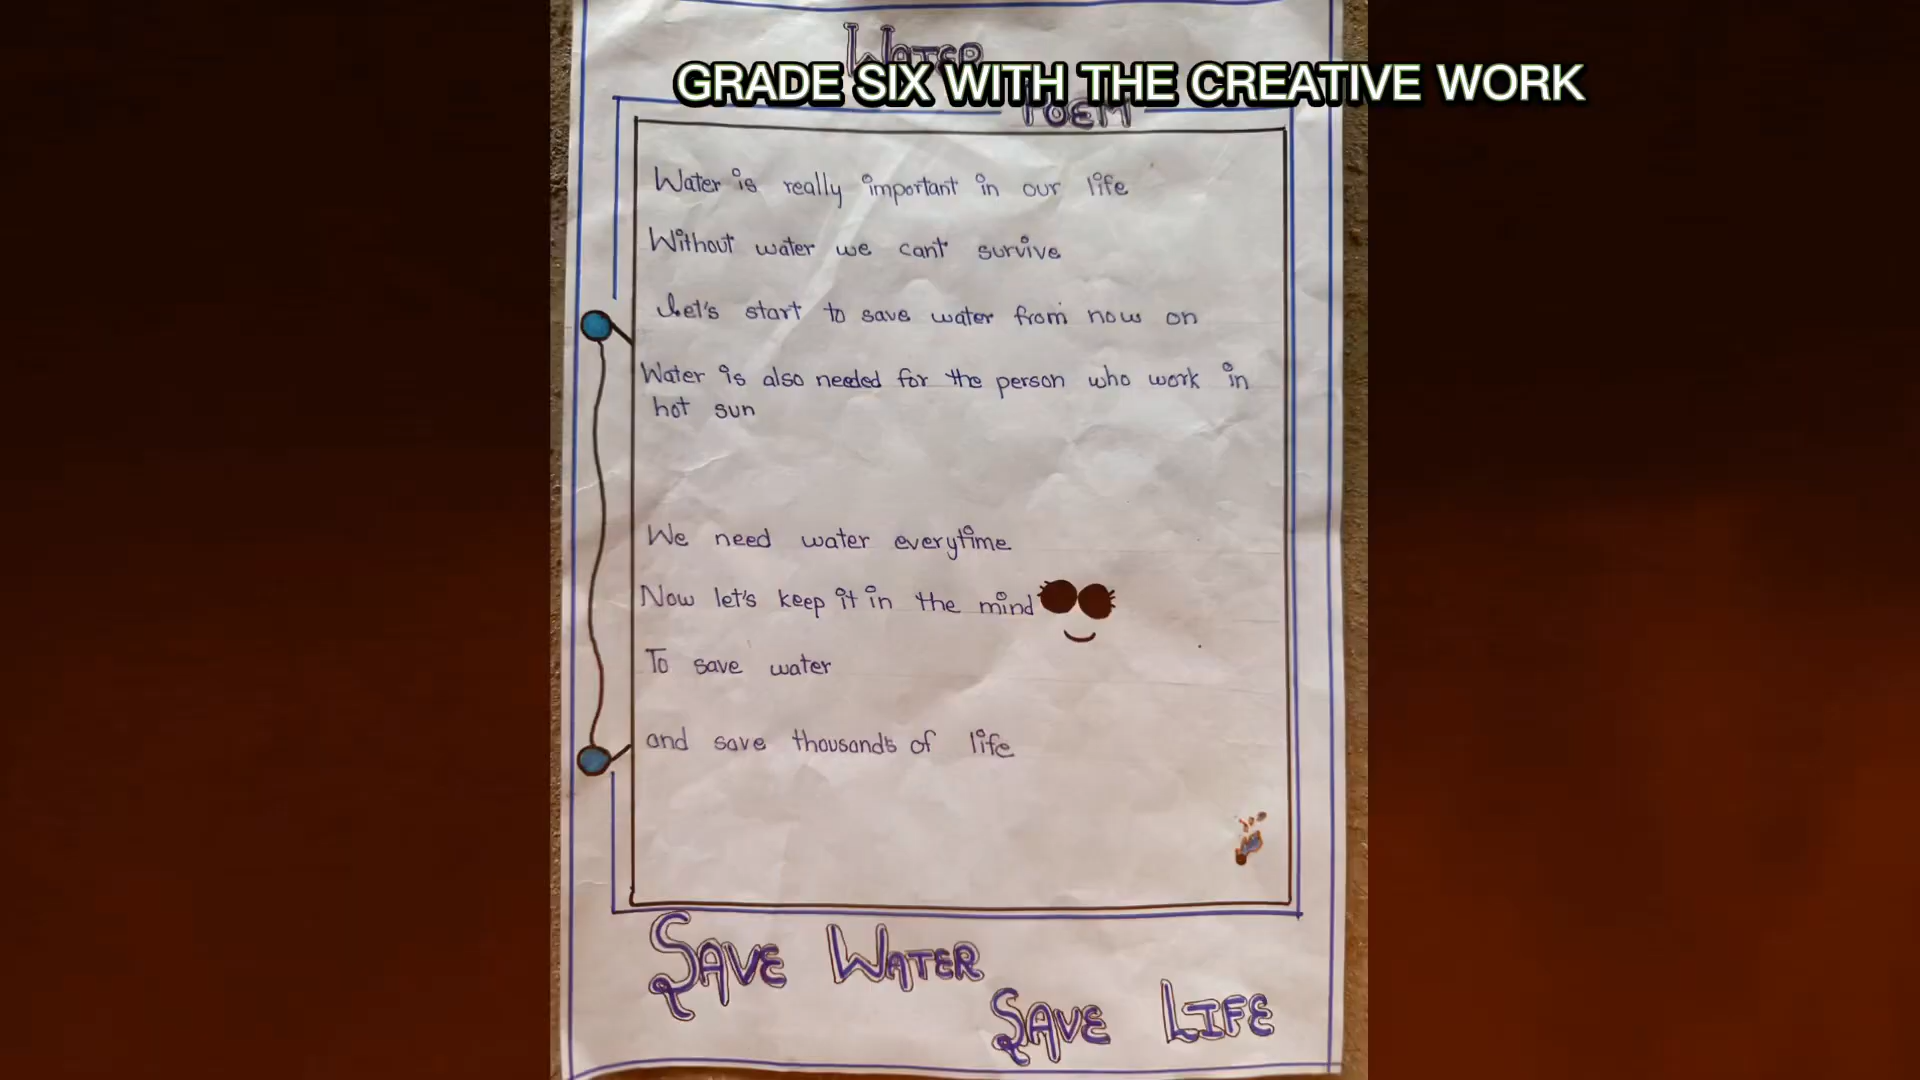 WATER
GRADE SIX WITH THE CREATIVE WORK
POEM
Water is really important in our life
Without water we cant survive
Let's start to save water from now on
Water is also needed for the person who work in
hot sun
We need water everytime
Now let's keep it in the mind
To save water
and save thousands of life
SAVE WATER
SAVE LIFE